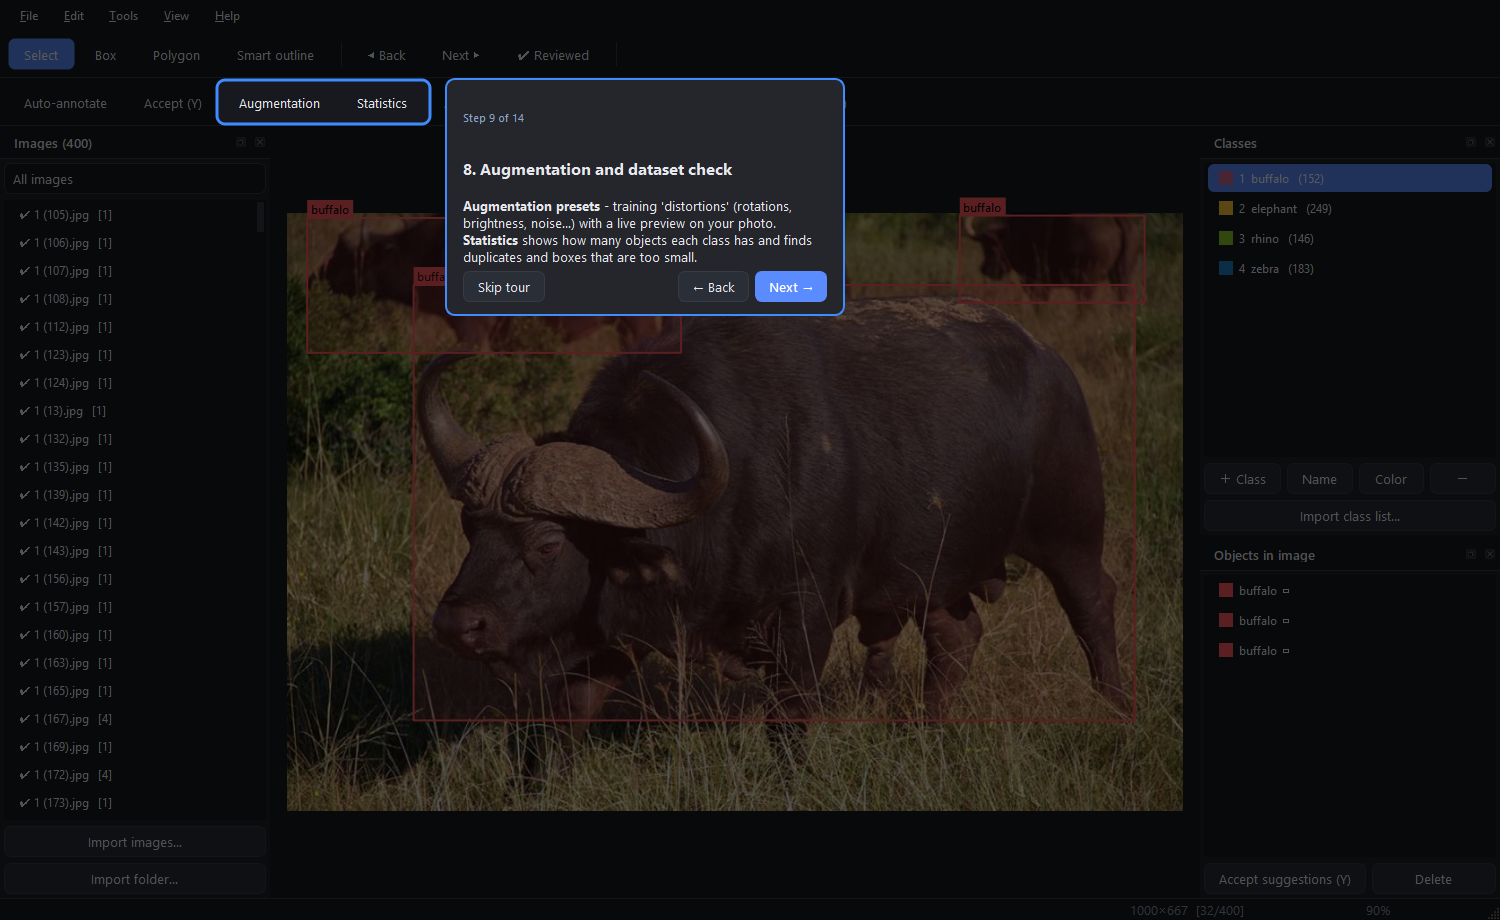 File Edit Tools View Help
Select Box Polygon Smart outline Back Next ✔ Reviewed
Auto-annotate Accept (Y) Augmentation Statistics
Images (400)
All images
✔ 1 (105).jpg [1]
✔ 1 (106).jpg [1]
✔ 1 (107).jpg [1]
✔ 1 (108).jpg [1]
✔ 1 (112).jpg [1]
✔ 1 (123).jpg [1]
✔ 1 (124).jpg [1]
✔ 1 (13).jpg [1]
✔ 1 (132).jpg [1]
✔ 1 (135).jpg [1]
✔ 1 (139).jpg [1]
✔ 1 (142).jpg [1]
✔ 1 (143).jpg [1]
✔ 1 (156).jpg [1]
✔ 1 (157).jpg [1]
✔ 1 (160).jpg [1]
✔ 1 (163).jpg [1]
✔ 1 (165).jpg [1]
✔ 1 (167).jpg [4]
✔ 1 (169).jpg [1]
✔ 1 (172).jpg [4]
✔ 1 (173).jpg [1]
Import images...
Import folder...
buffalo
buffa
buffalo
Step 9 of 14
8. Augmentation and dataset check
Augmentation presets - training 'distortions' (rotations,
brightness, noise...) with a live preview on your photo.
Statistics shows how many objects each class has and finds
duplicates and boxes that are too small.
Skip tour ← Back Next →
Classes
1 buffalo (152)
2 elephant (249)
3 rhino (146)
4 zebra (183)
+ Class Name Color −
Import class list...
Objects in image
buffalo
buffalo
buffalo
Accept suggestions (Y) Delete
1000×667 [32/400] 90%